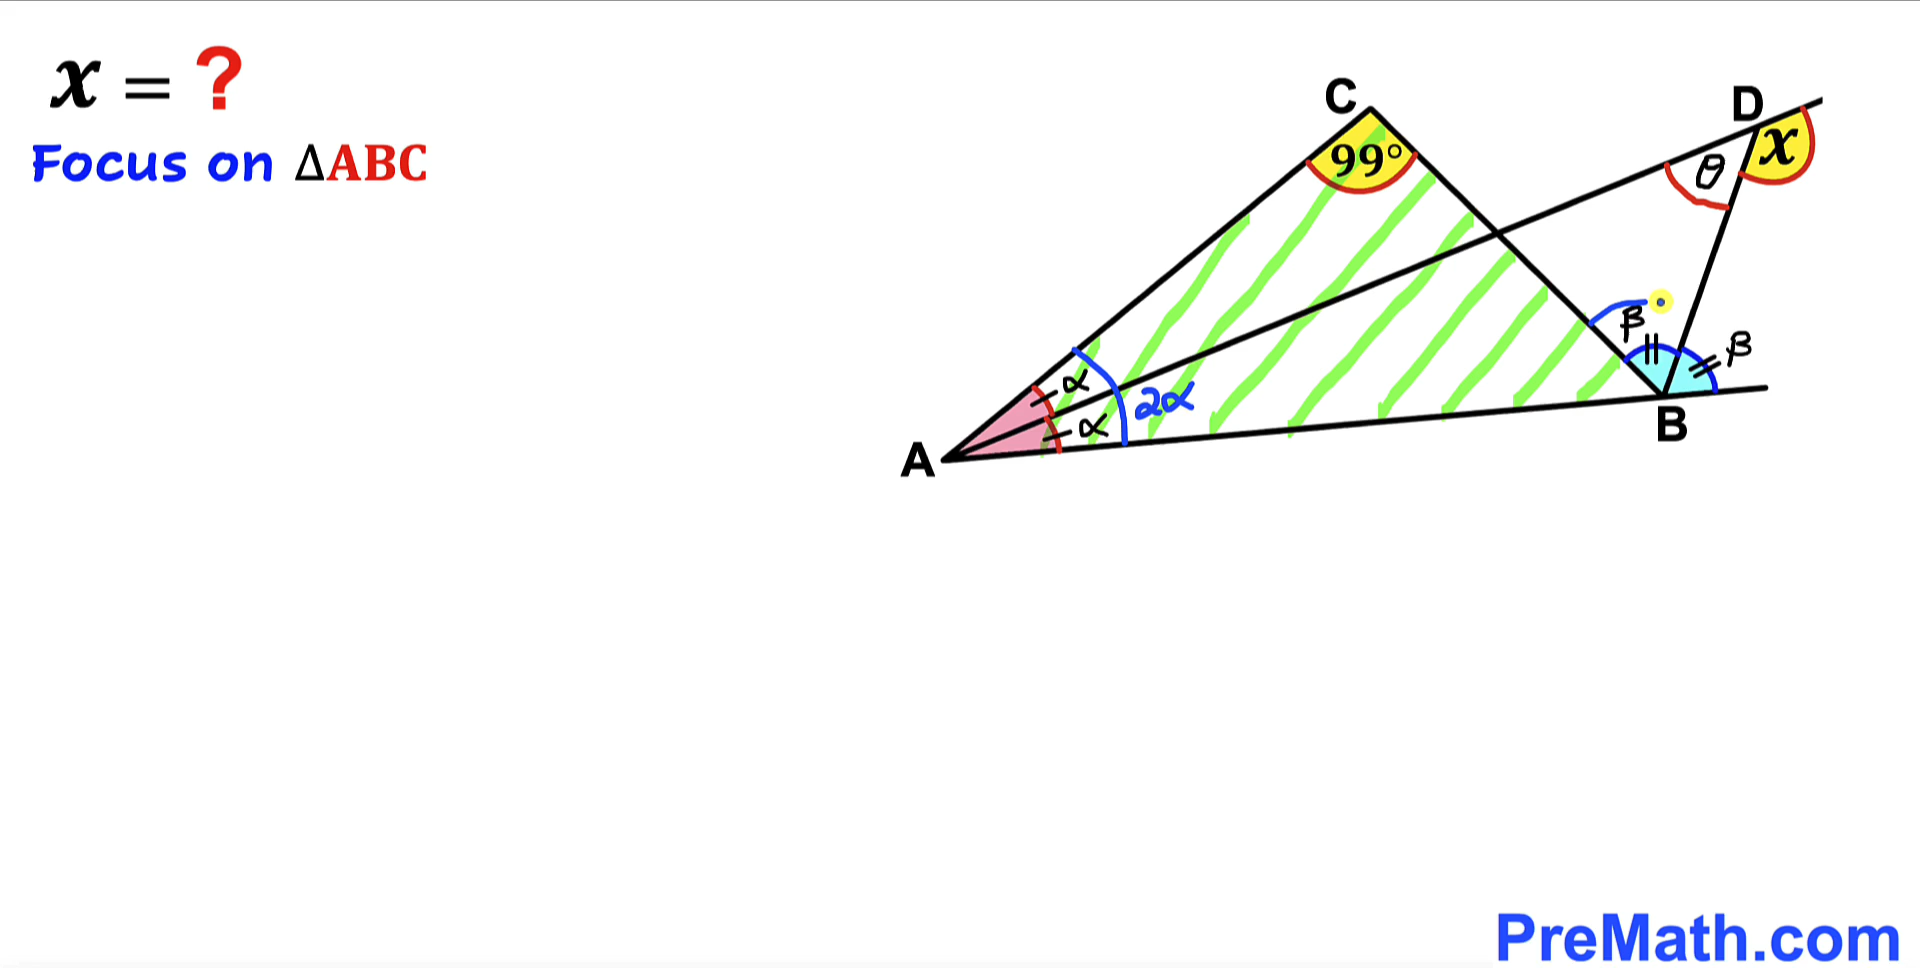 x = ?
Focus on ΔABC
C
D
99°
x
θ
β
β
α
2α
α
A
B
PreMath.com